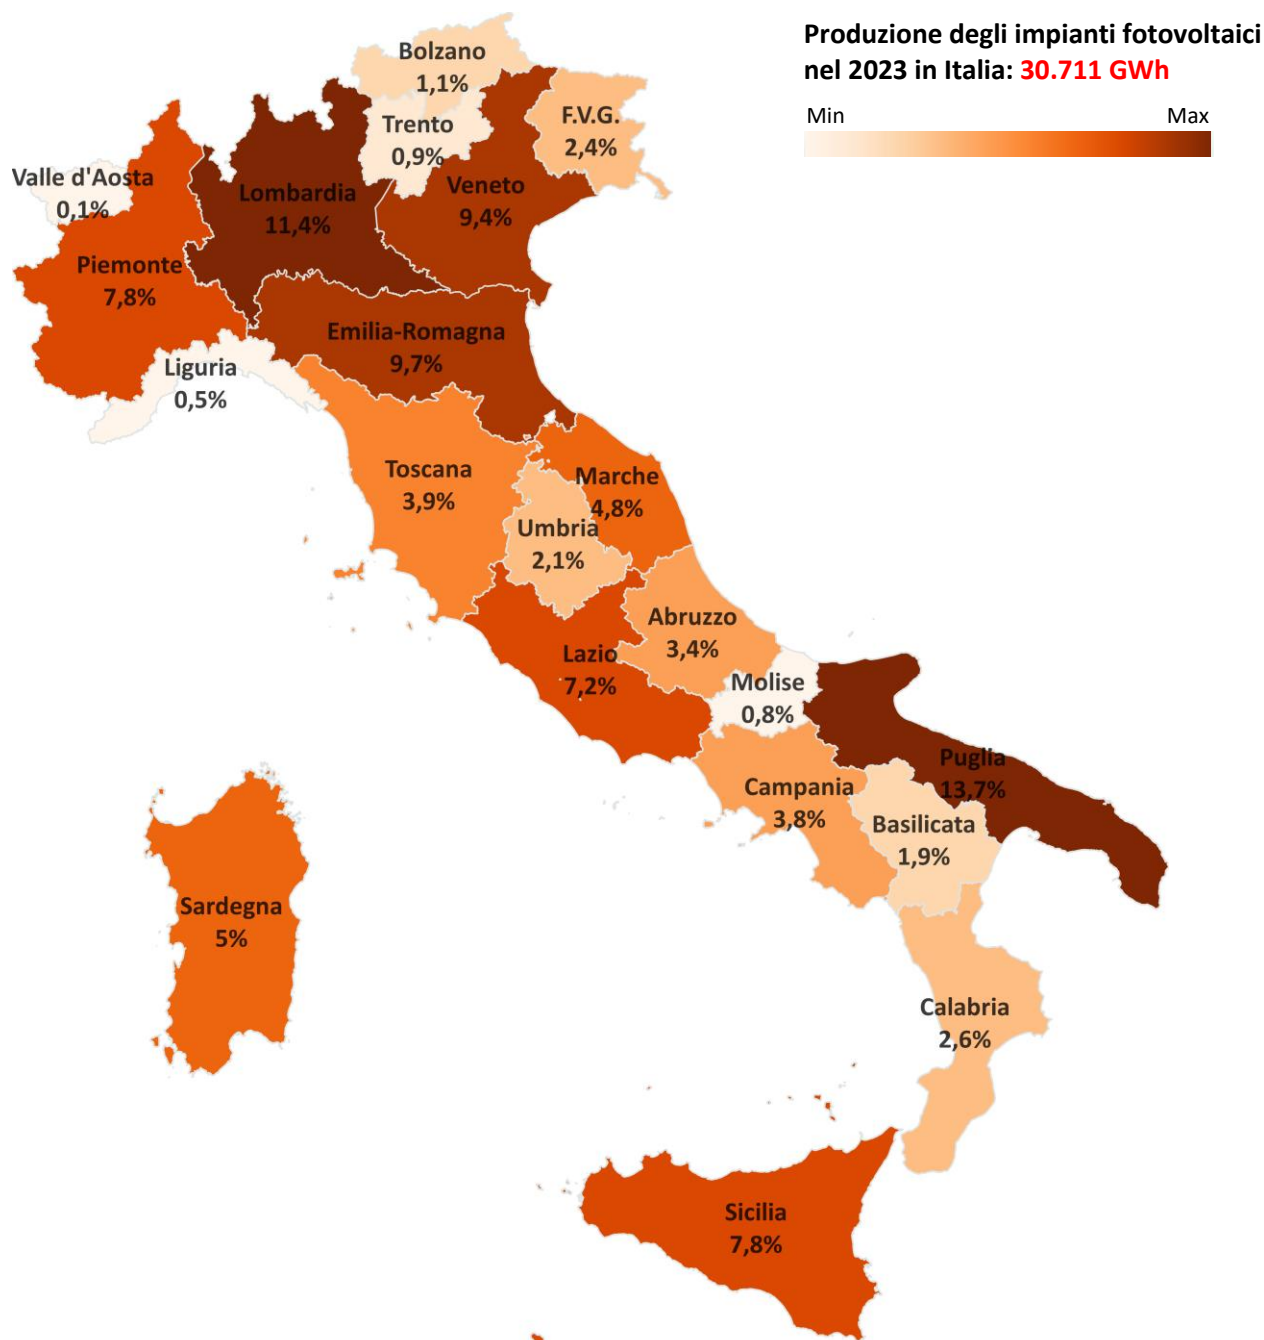 Produzione degli impianti fotovoltaici
nel 2023 in Italia: 30.711 GWh
Min
Max
Bolzano
1,1%
Trento
0,9%
F.V.G.
2,4%
Valle d'Aosta
0,1%
Lombardia
11,4%
Veneto
9,4%
Piemonte
7,8%
Emilia-Romagna
9,7%
Liguria
0,5%
Toscana
3,9%
Marche
4,8%
Umbria
2,1%
Abruzzo
3,4%
Lazio
7,2%
Molise
0,8%
Puglia
13,7%
Campania
3,8%
Basilicata
1,9%
Sardegna
5%
Calabria
2,6%
Sicilia
7,8%